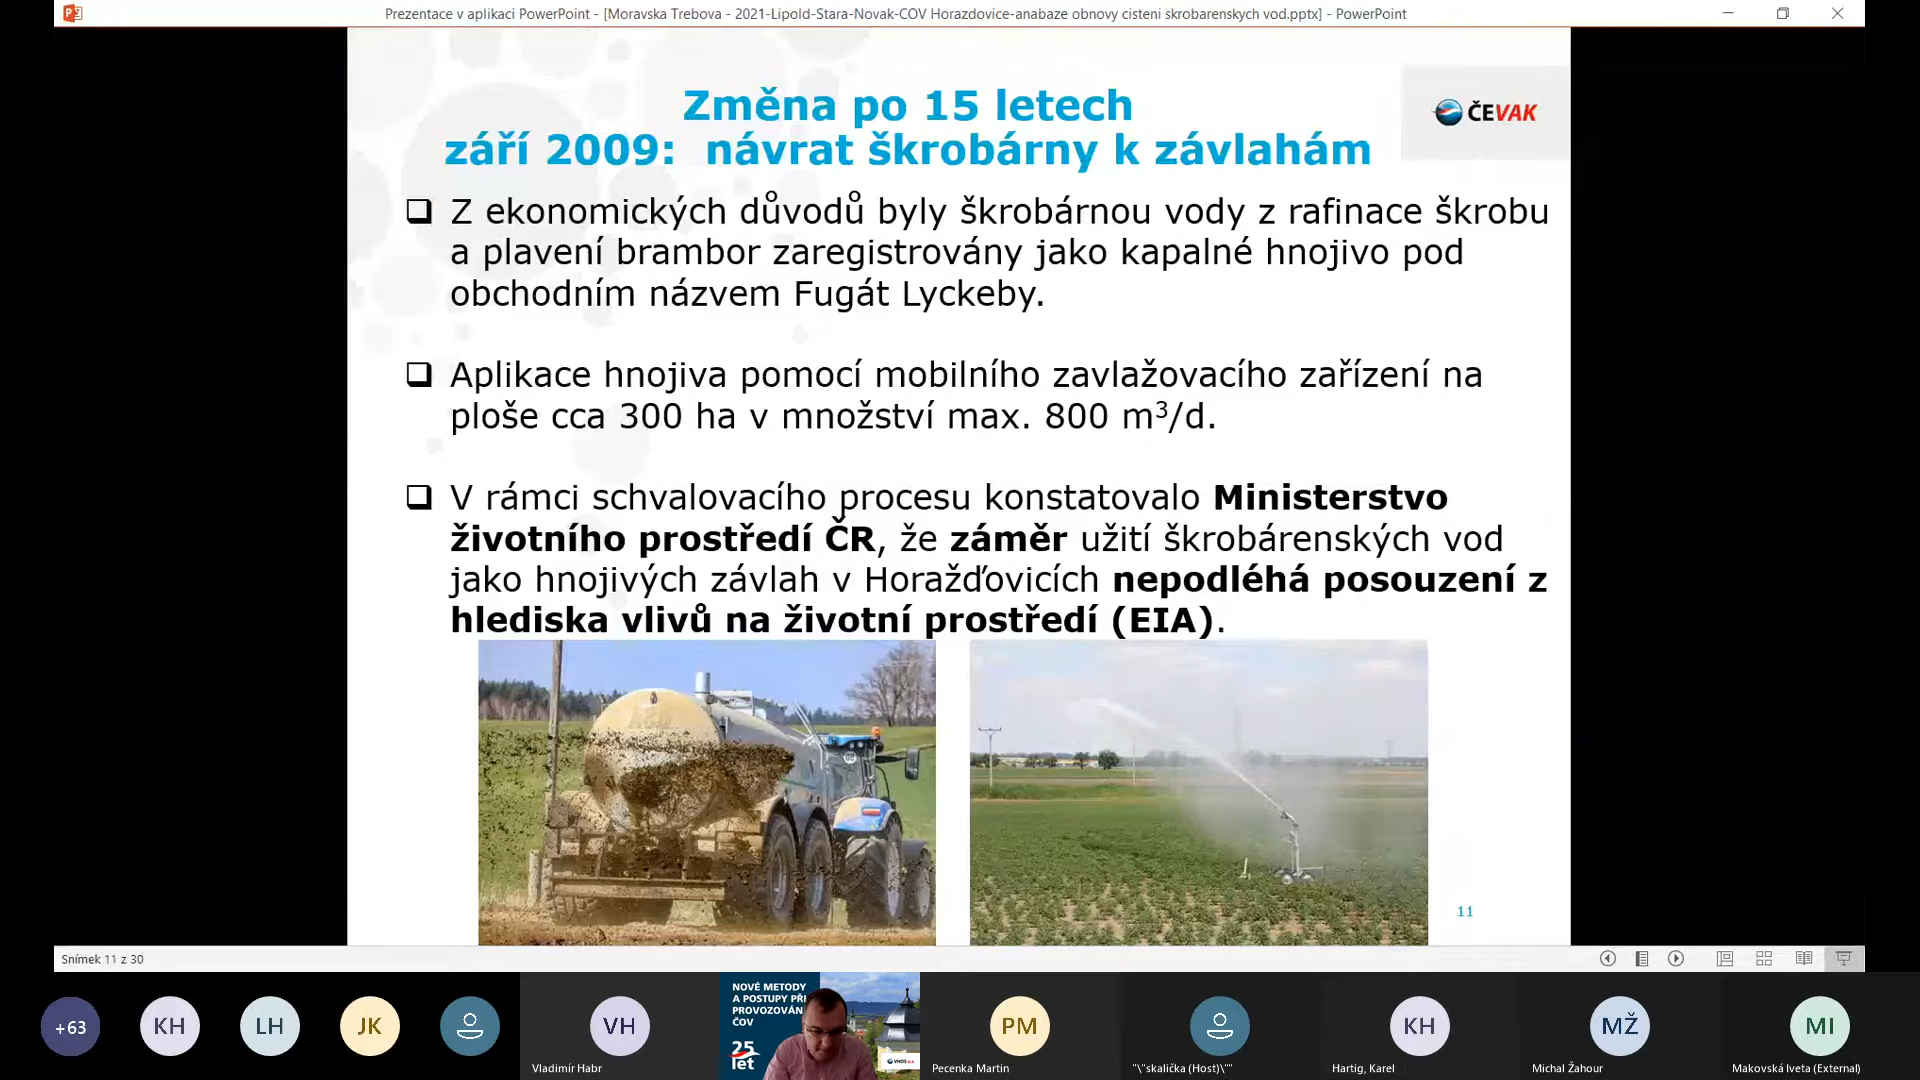 Prezentace v aplikaci PowerPoint - [Moravska Trebova - 2021-Lipold-Stara-Novak-COV Horazdovice-anabaze obnovy cisteni skrobarenskych vod.pptx] - PowerPoint
Změna po 15 letech
září 2009: návrat škrobárny k závlahám
ČEVAK
Z ekonomických důvodů byly škrobárnou vody z rafinace škrobu
a plavení brambor zaregistrovány jako kapalné hnojivo pod
obchodním názvem Fugát Lyckeby.
Aplikace hnojiva pomocí mobilního zavlažovacího zařízení na
ploše cca 300 ha v množství max. 800 m³/d.
V rámci schvalovacího procesu konstatovalo Ministerstvo
životního prostředí ČR, že záměr užití škrobárenských vod
jako hnojivých závlah v Horažďovicích nepodléhá posouzení z
hlediska vlivů na životní prostředí (EIA).
11
Snímek 11 z 30
+63
KH
LH
JK
VH
Vladimír Habr
NOVÉ METODY
A POSTUPY PŘI
PROVOZOVÁN
ČOV
25
let
VHOS a.s.
PM
Pecenka Martin
"\"skalička (Host)\""
KH
Hartig, Karel
MŽ
Michal Žahour
MI
Makovská Iveta (External)